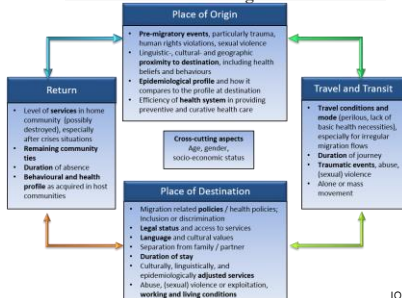 Place of Origin
• Pre-migratory events, particularly trauma,
human rights violations, sexual violence
• Linguistic-, cultural- and geographic
proximity to destination, including health
beliefs and behaviours
• Epidemiological profile and how it
compares to the profile at destination
• Efficiency of health system in providing
preventive and curative health care
Return
• Level of services in home
community (possibly
destroyed), especially
after crises situations
• Remaining community
ties
• Duration of absence
• Behavioural and health
profile as acquired in host
communities
Cross-cutting aspects
Age, gender,
socio-economic status
Travel and Transit
• Travel conditions and
mode (perilous, lack of
basic health necessities),
especially for irregular
migration flows
• Duration of journey
• Traumatic events, abuse,
(sexual) violence
• Alone or mass
movement
Place of Destination
• Migration related policies / health policies;
Inclusion or discrimination
• Legal status and access to services
• Language and cultural values
• Separation from family / partner
• Duration of stay
• Culturally, linguistically, and
epidemiologically adjusted services
• Abuse, (sexual) violence or exploitation,
working and living conditions